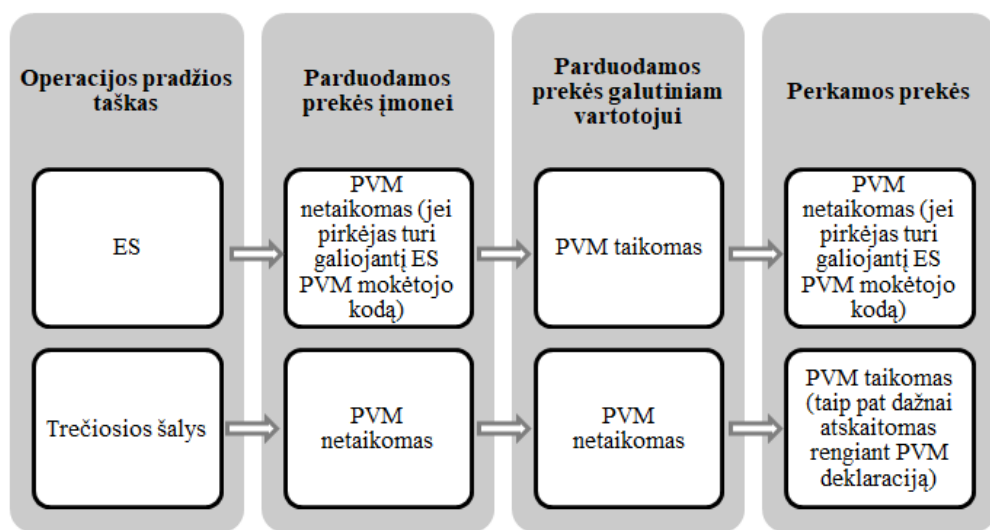 Operacijos pradžios
taškas
Parduodamos
prekės įmonei
Parduodamos
prekės galutiniam
vartotojui
Perkamos prekės
ES
PVM
netaikomas (jei
pirkėjas turi
galiojantį ES
PVM mokėtojo
kodą)
PVM taikomas
PVM
netaikomas (jei
pirkėjas turi
galiojantį ES
PVM mokėtojo
kodą)
Trečiosios šalys
PVM
netaikomas
PVM
netaikomas
PVM taikomas
(taip pat dažnai
atskaitomas
rengiant PVM
deklaraciją)